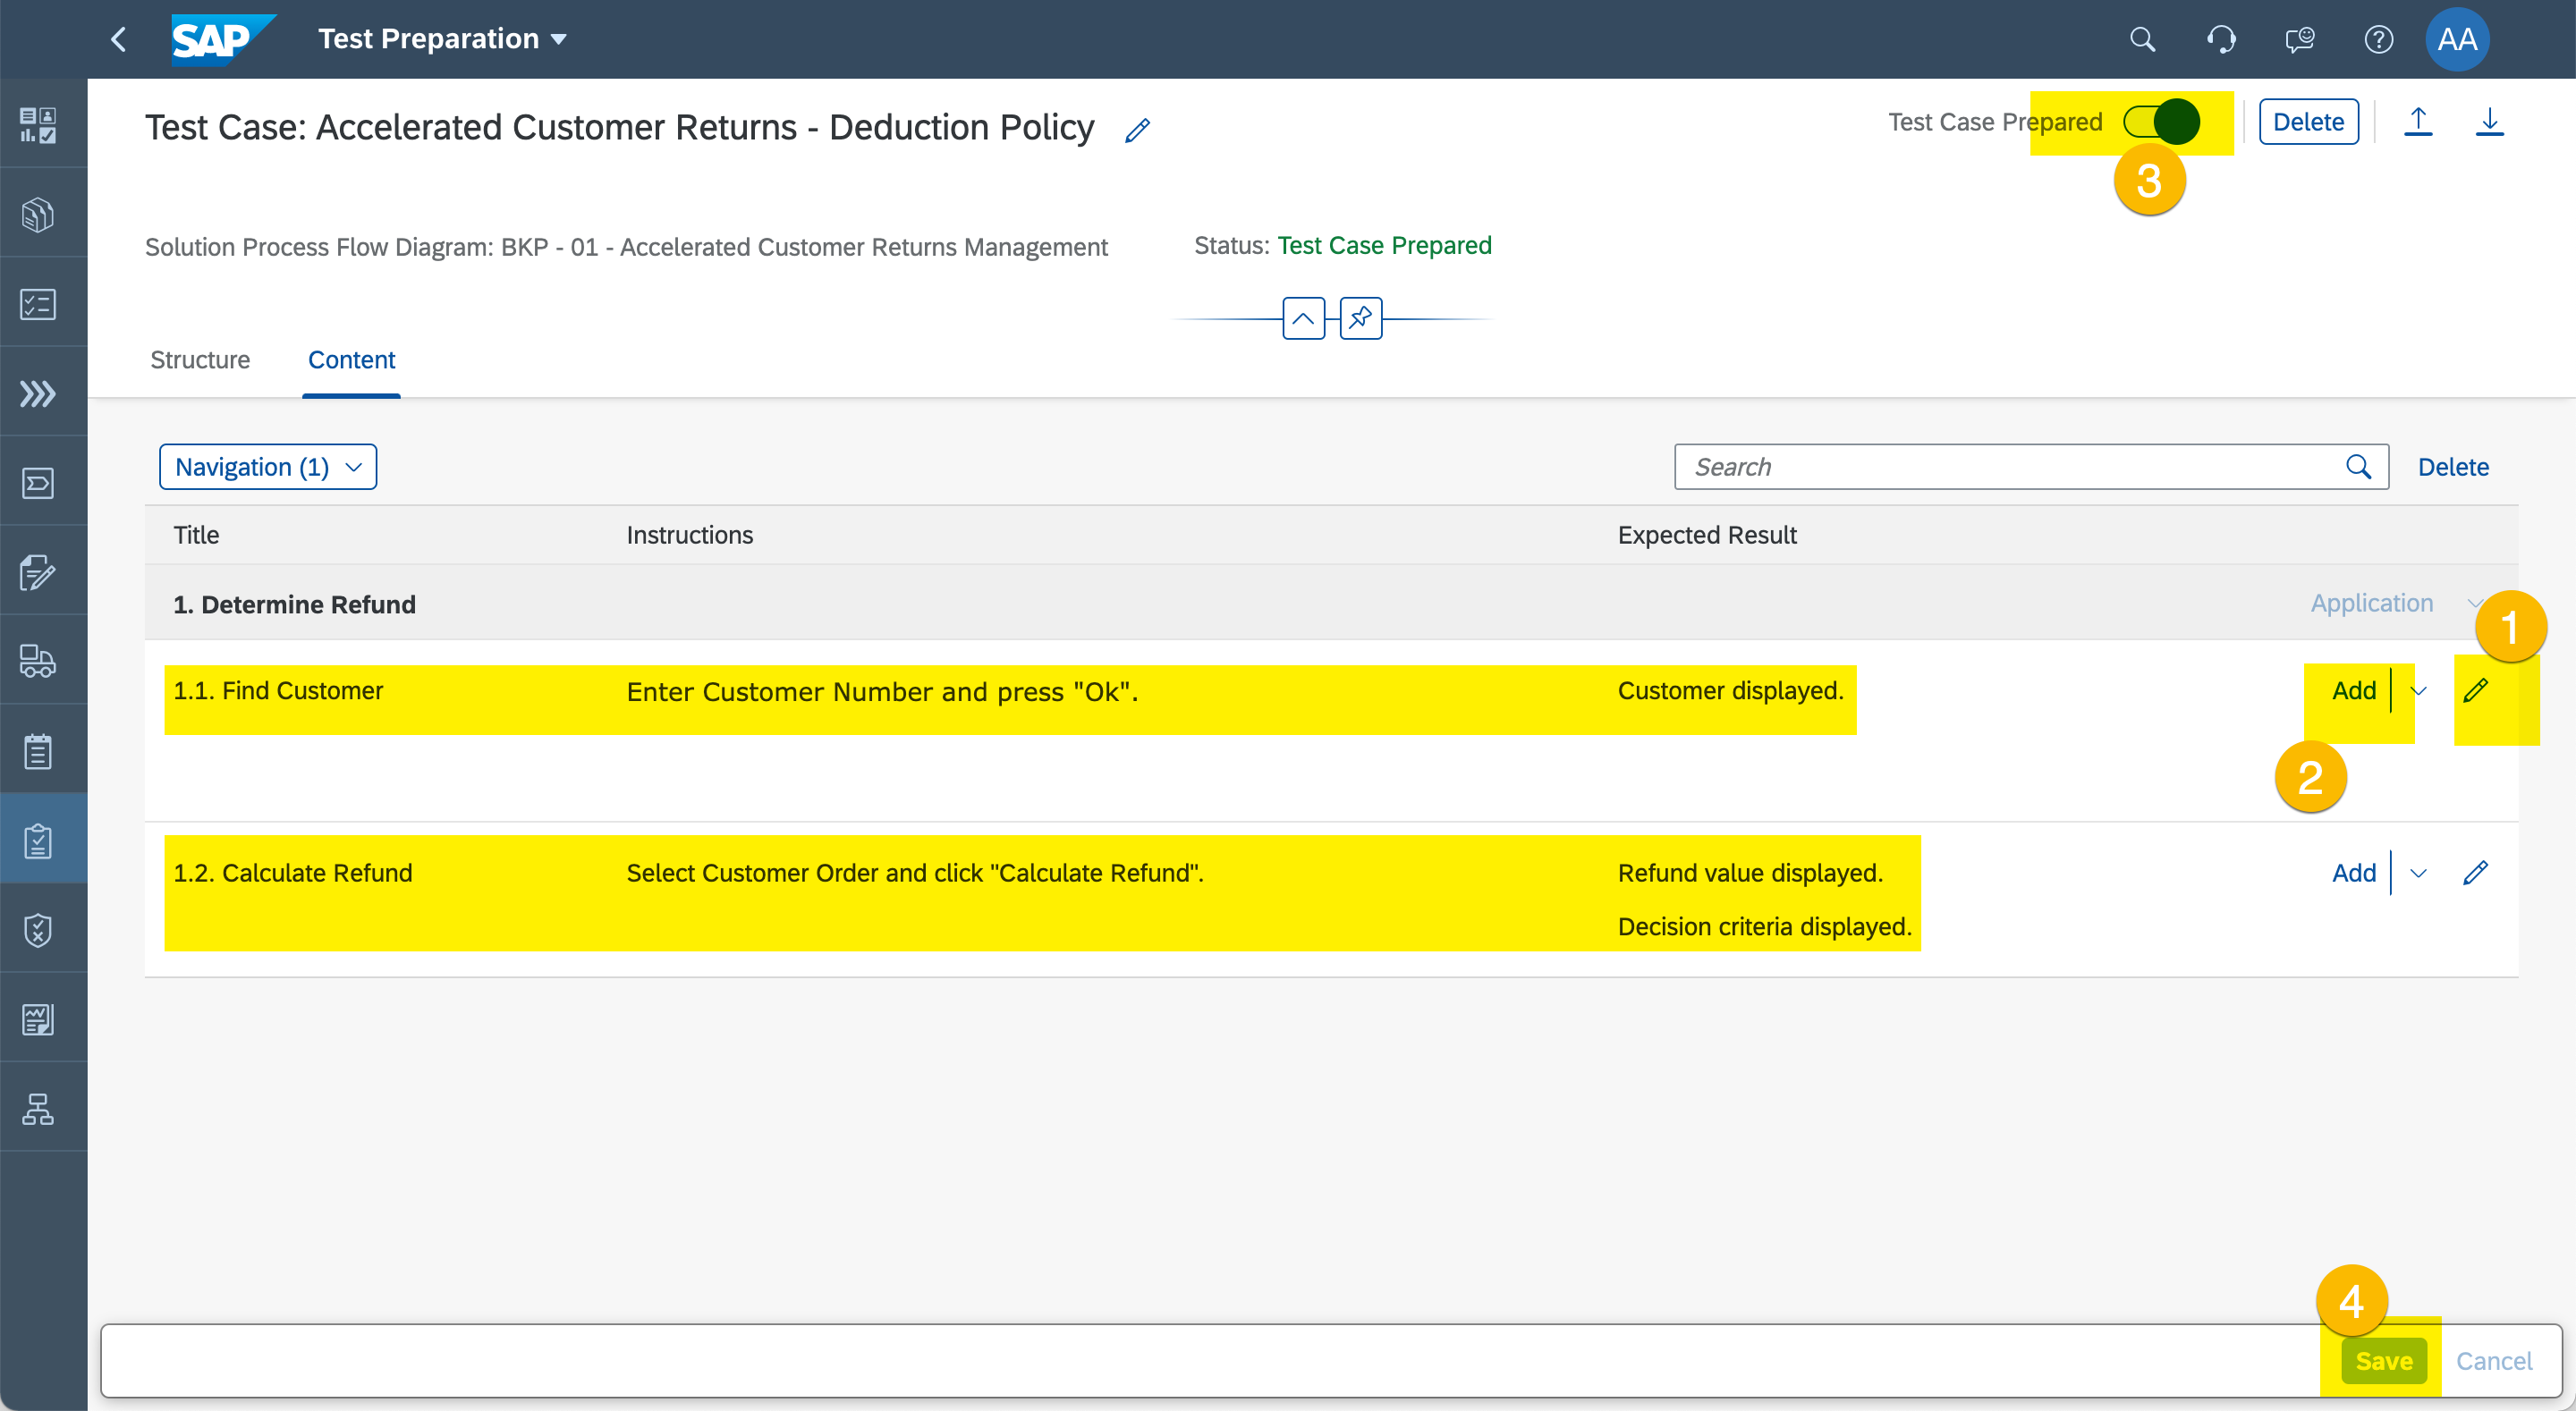 SAP Test Preparation AA
Test Case: Accelerated Customer Returns - Deduction Policy
Test Case Prepared Delete
3
Solution Process Flow Diagram: BKP - 01 - Accelerated Customer Returns Management Status: Test Case Prepared
Structure Content
Navigation (1) Search Delete
Title Instructions Expected Result
1. Determine Refund Application
1
1.1. Find Customer Enter Customer Number and press "Ok". Customer displayed. Add
2
1.2. Calculate Refund Select Customer Order and click "Calculate Refund". Refund value displayed. Add
Decision criteria displayed.
4
Save Cancel